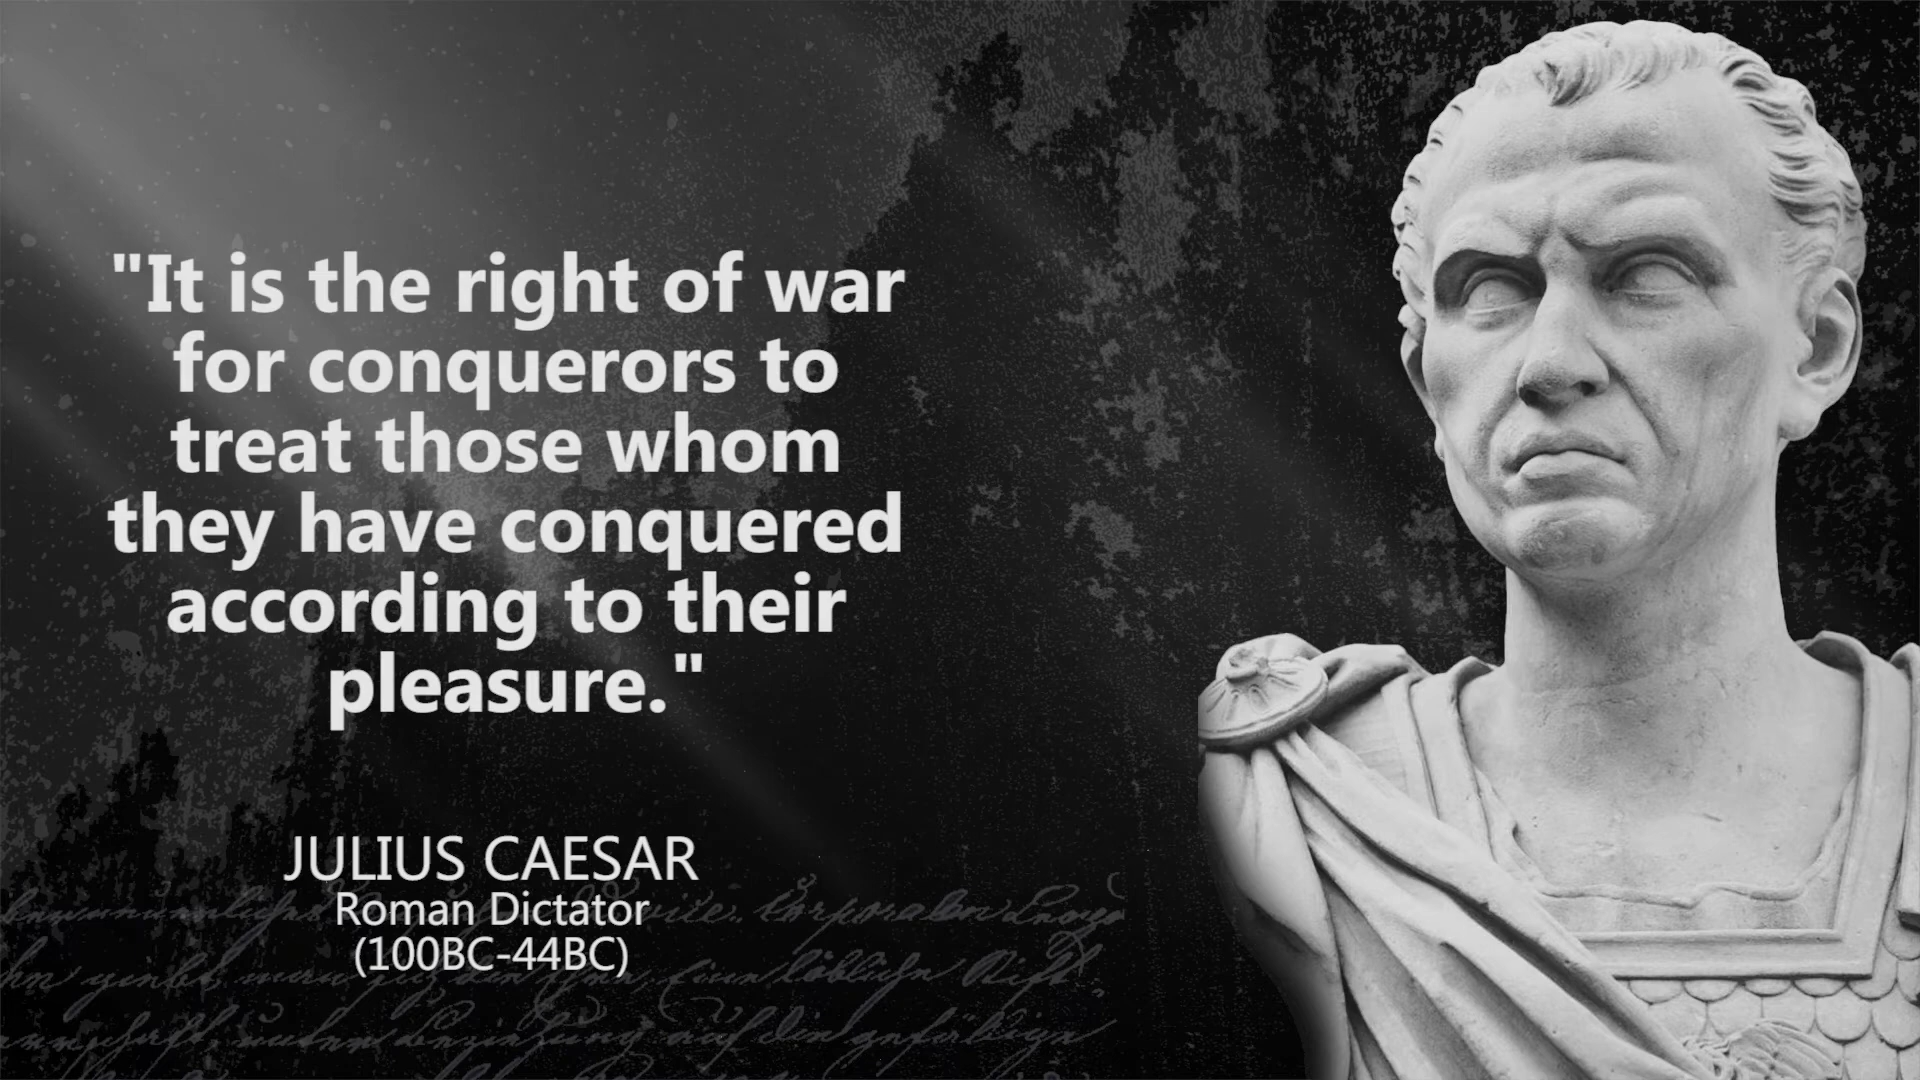 "It is the right of war
for conquerors to
treat those whom
they have conquered
according to their
pleasure."
JULIUS CAESAR
Roman Dictator
(100BC-44BC)